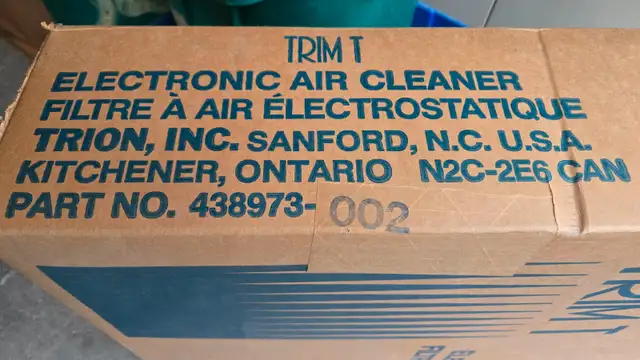 TRIM T
ELECTRONIC AIR CLEANER
FILTRE À AIR ÉLECTROSTATIQUE
TRION, INC. SANFORD, N.C. U.S.A.
KITCHENER, ONTARIO N2C-2E6 CAN
PART NO. 438973-002
TRIM T